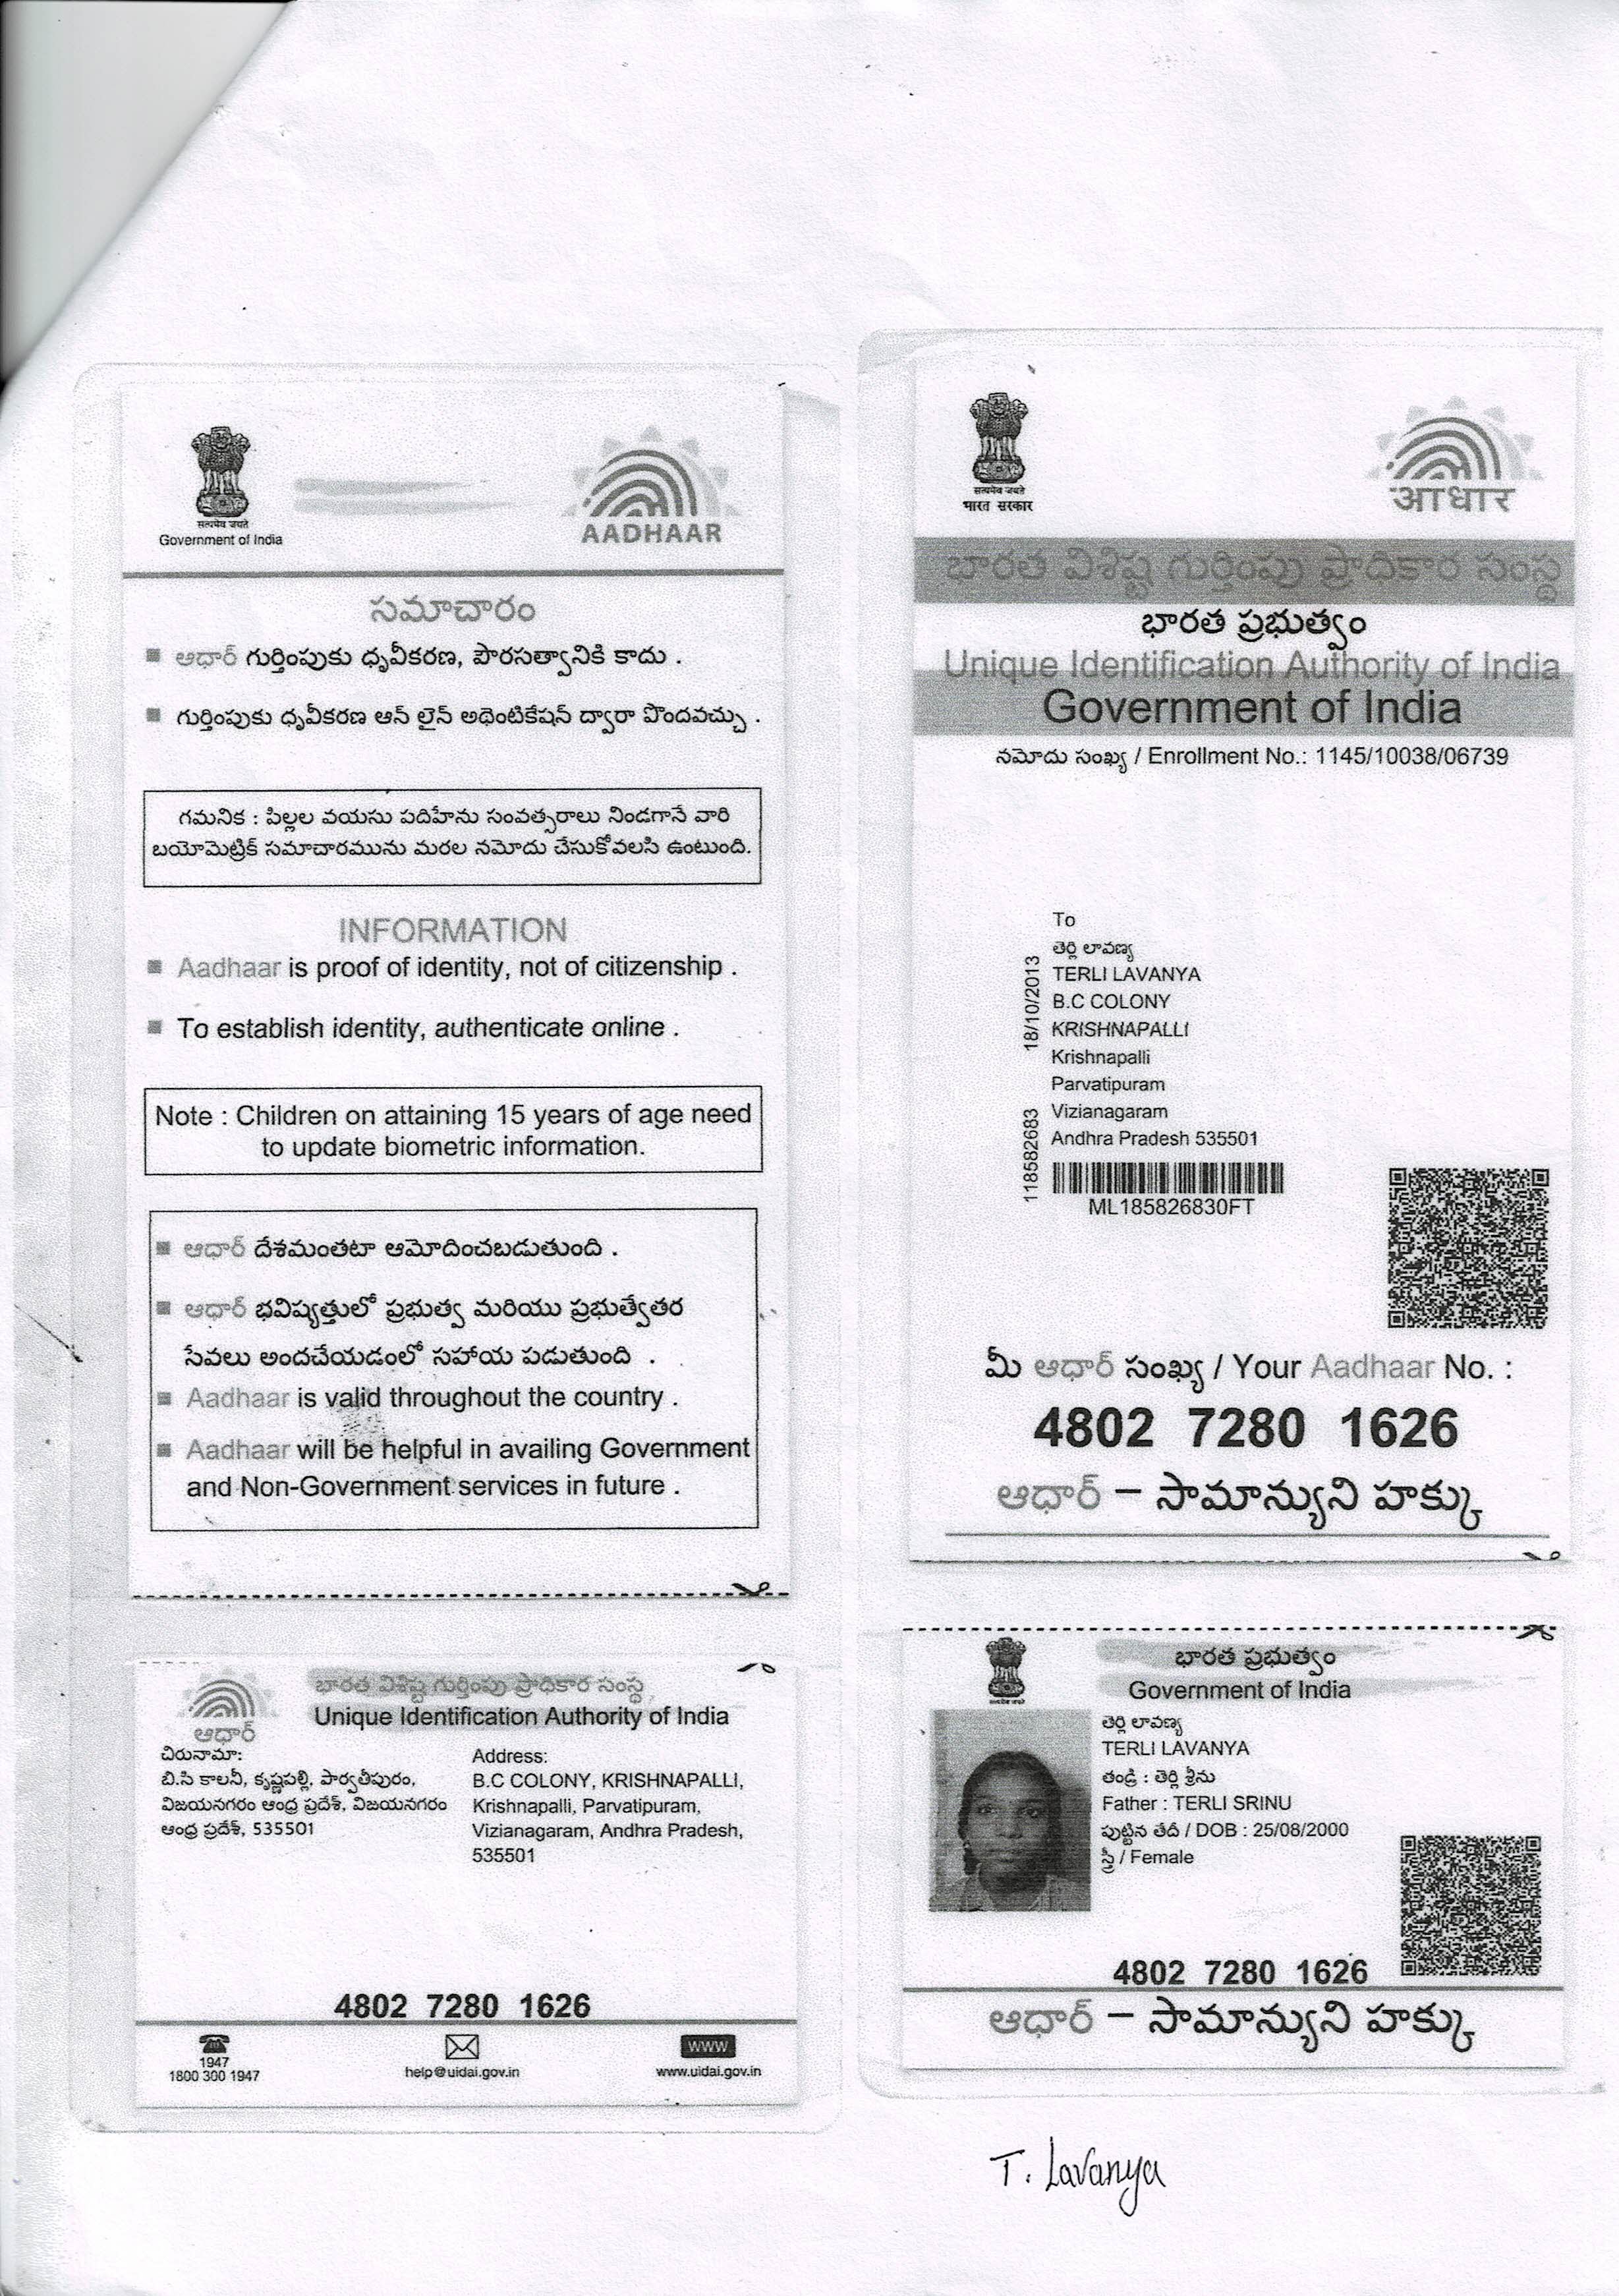 सत्यमेव जयते
Government of India
AADHAAR
సమాచారం
ఆధార్ గుర్తింపుకు ధృవీకరణ, పౌరసత్వానికి కాదు .
గుర్తింపుకు ధృవీకరణ ఆన్ లైన్ అథెంటికేషన్ ద్వారా పొందవచ్చు .
గమనిక : పిల్లల వయసు పదిహేను సంవత్సరాలు నిండగానే వారి
బయోమెట్రిక్ సమాచారమును మరల నమోదు చేసుకోవలసి ఉంటుంది.
INFORMATION
Aadhaar is proof of identity, not of citizenship .
To establish identity, authenticate online .
Note : Children on attaining 15 years of age need
to update biometric information.
ఆధార్ దేశమంతటా ఆమోదించబడుతుంది .
ఆధార్ భవిష్యత్తులో ప్రభుత్వ మరియు ప్రభుత్వేతర
సేవలు అందచేయడంలో సహాయ పడుతుంది .
Aadhaar is valid throughout the country .
Aadhaar will be helpful in availing Government
and Non-Government services in future .
భారత విశిష్ట గుర్తింపు ప్రాధికార సంస్థ
Unique Identification Authority of India
ఆధార్
చిరునామా:
బి.సి కాలనీ, కృష్ణపల్లి, పార్వతీపురం,
విజయనగరం ఆంధ్ర ప్రదేశ్, విజయనగరం
ఆంధ్ర ప్రదేశ్, 535501
Address:
B.C COLONY, KRISHNAPALLI,
Krishnapalli, Parvatipuram,
Vizianagaram, Andhra Pradesh,
535501
4802 7280 1626
1947
1800 300 1947
help@uidai.gov.in
www
www.uidai.gov.in
सत्यमेव जयते
भारत सरकार
आधार
భారత విశిష్ట గుర్తింపు ప్రాధికార సంస్థ
భారత ప్రభుత్వం
Unique Identification Authority of India
Government of India
నమోదు సంఖ్య / Enrollment No.: 1145/10038/06739
To
తెర్లి లావణ్య
TERLI LAVANYA
B.C COLONY
KRISHNAPALLI
Krishnapalli
Parvatipuram
Vizianagaram
Andhra Pradesh 535501
18/10/2013
118582683
ML185826830FT
మీ ఆధార్ సంఖ్య / Your Aadhaar No. :
4802 7280 1626
ఆధార్ – సామాన్యుని హక్కు
భారత ప్రభుత్వం
Government of India
తెర్లి లావణ్య
TERLI LAVANYA
తండ్రి : తెర్లి శ్రీను
Father : TERLI SRINU
పుట్టిన తేదీ / DOB : 25/08/2000
స్త్రీ / Female
4802 7280 1626
ఆధార్ – సామాన్యుని హక్కు
T. Lavanya